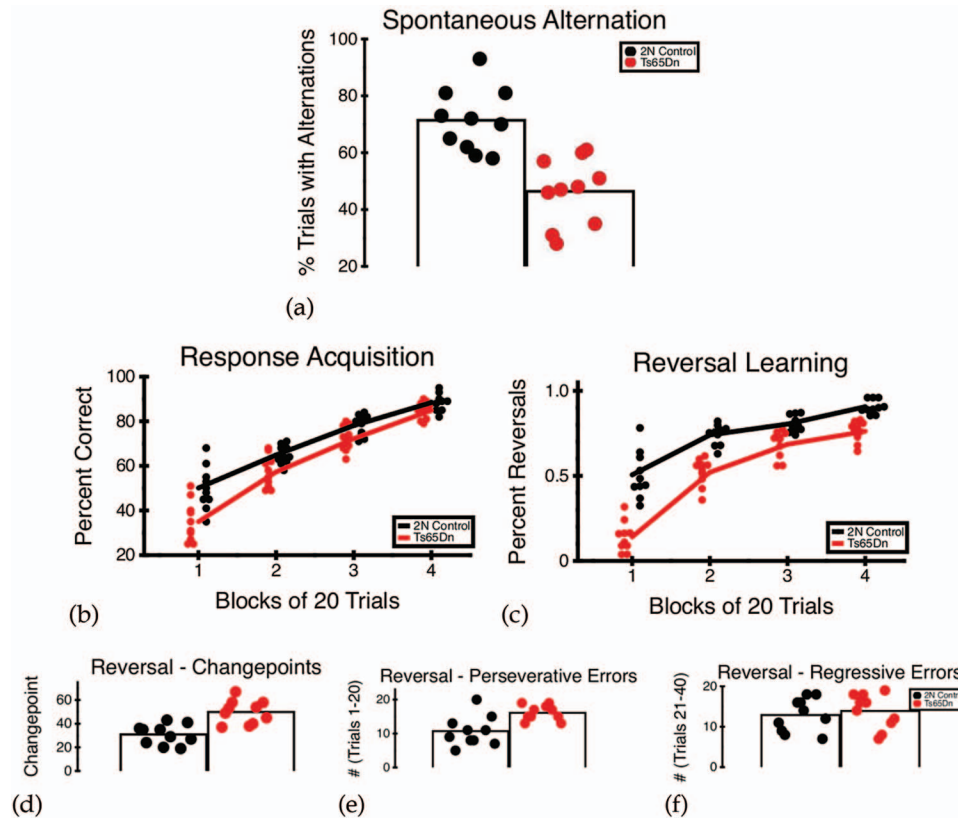 Spontaneous Alternation
% Trials with Alternations
100
80
60
40
20
2N Control
Ts65Dn
(a)
Response Acquisition
Percent Correct
100
80
60
40
20
1 2 3 4
2N Control
Ts65Dn
Blocks of 20 Trials
(b)
Reversal Learning
Percent Reversals
1.0
0.5
0
1 2 3 4
2N Control
Ts65Dn
Blocks of 20 Trials
(c)
Reversal - Changepoints
Changepoint
60
40
20
0
(d)
Reversal - Perseverative Errors
# (Trials 1-20)
20
10
0
(e)
Reversal - Regressive Errors
# (Trials 21-40)
20
10
0
2N Control
Ts65Dn
(f)